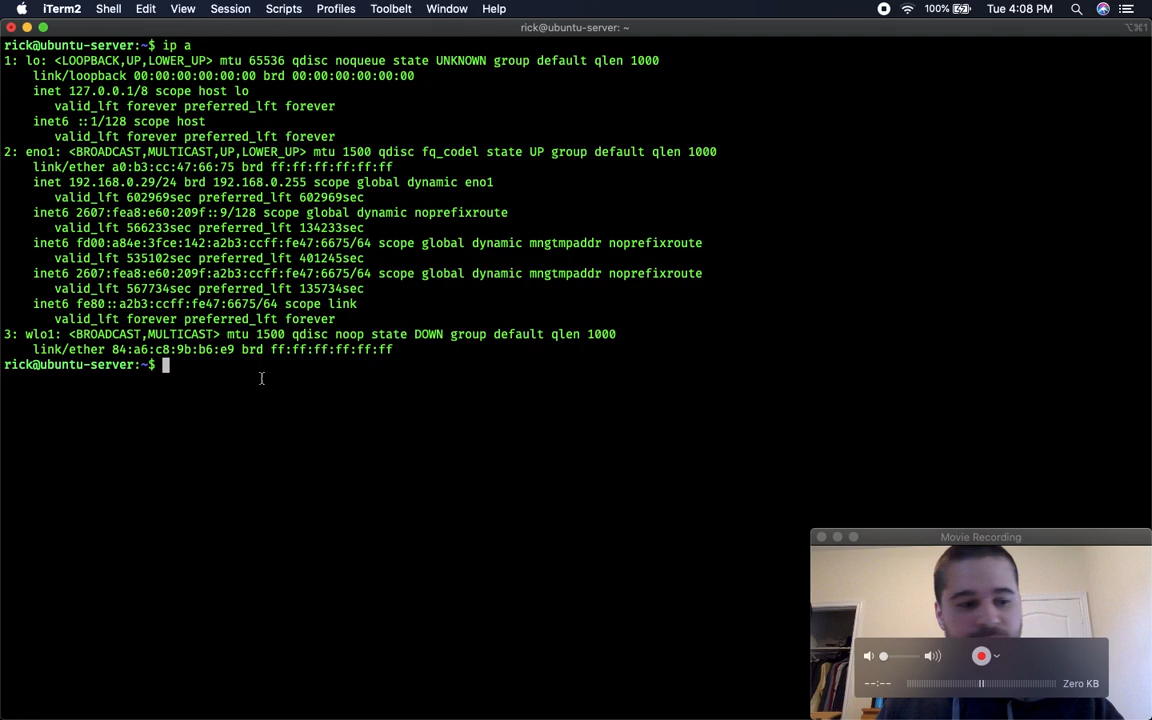 iTerm2 Shell Edit View Session Scripts Profiles Toolbelt Window Help 100% Tue 4:08 PM
rick@ubuntu-server: ~ ⌥⌘1
rick@ubuntu-server:~$ ip a
1: lo: <LOOPBACK,UP,LOWER_UP> mtu 65536 qdisc noqueue state UNKNOWN group default qlen 1000
link/loopback 00:00:00:00:00:00 brd 00:00:00:00:00:00
inet 127.0.0.1/8 scope host lo
valid_lft forever preferred_lft forever
inet6 ::1/128 scope host
valid_lft forever preferred_lft forever
2: eno1: <BROADCAST,MULTICAST,UP,LOWER_UP> mtu 1500 qdisc fq_codel state UP group default qlen 1000
link/ether a0:b3:cc:47:66:75 brd ff:ff:ff:ff:ff:ff
inet 192.168.0.29/24 brd 192.168.0.255 scope global dynamic eno1
valid_lft 602969sec preferred_lft 602969sec
inet6 2607:fea8:e60:209f::9/128 scope global dynamic noprefixroute
valid_lft 566233sec preferred_lft 134233sec
inet6 fd00:a84e:3fce:142:a2b3:ccff:fe47:6675/64 scope global dynamic mngtmpaddr noprefixroute
valid_lft 535102sec preferred_lft 401245sec
inet6 2607:fea8:e60:209f:a2b3:ccff:fe47:6675/64 scope global dynamic mngtmpaddr noprefixroute
valid_lft 567734sec preferred_lft 135734sec
inet6 fe80::a2b3:ccff:fe47:6675/64 scope link
valid_lft forever preferred_lft forever
3: wlo1: <BROADCAST,MULTICAST> mtu 1500 qdisc noop state DOWN group default qlen 1000
link/ether 84:a6:c8:9b:b6:e9 brd ff:ff:ff:ff:ff:ff
rick@ubuntu-server:~$
Movie Recording
--:-- Zero KB